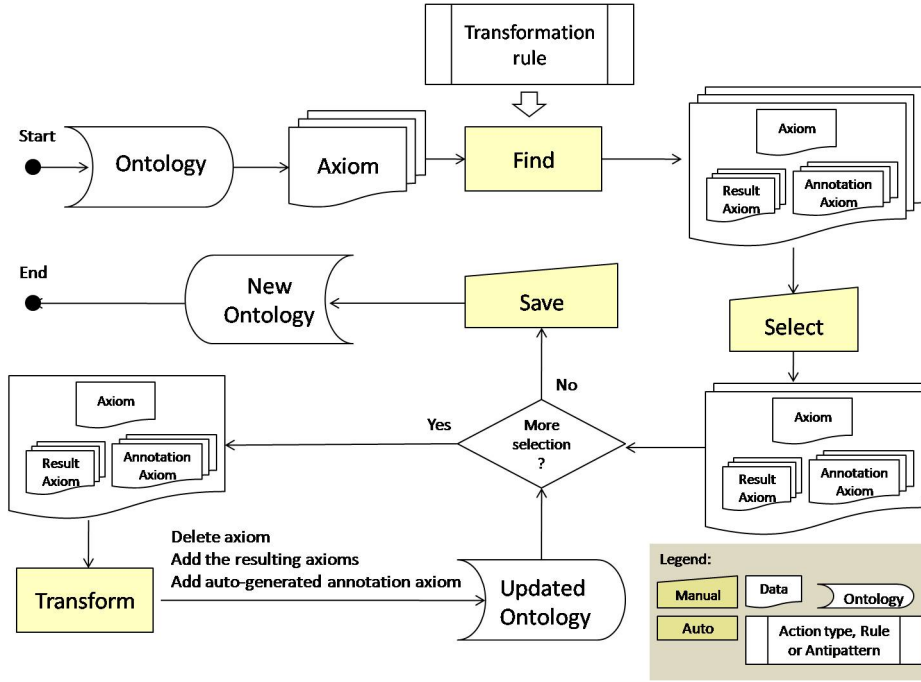 Transformation
rule
Start
Ontology
Axiom
Find
Axiom
Result
Axiom
Annotation
Axiom
End
New
Ontology
Save
Select
No
Yes
More
selection
?
Axiom
Result
Axiom
Annotation
Axiom
Axiom
Result
Axiom
Annotation
Axiom
Delete axiom
Add the resulting axioms
Add auto-generated annotation axiom
Transform
Updated
Ontology
Legend:
Manual
Data
Ontology
Auto
Action type, Rule
or Antipattern